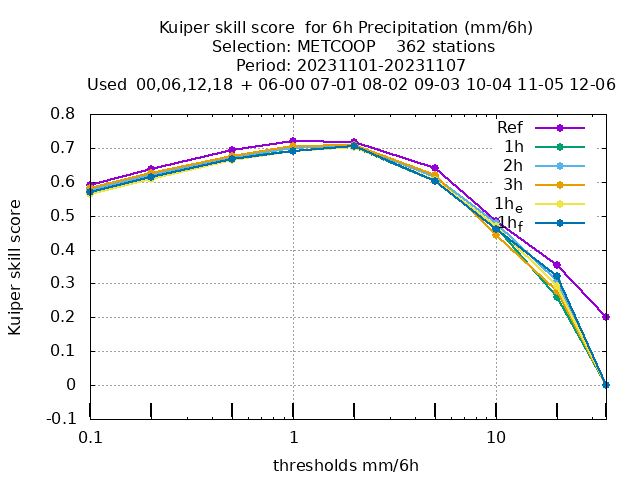 Kuiper skill score  for 6h Precipitation (mm/6h)
Selection: METCOOP    362 stations
Period: 20231101-20231107
Used  00,06,12,18  + 06-00 07-01 08-02 09-03 10-04 11-05 12-06
Kuiper skill score
0.8
0.7
0.6
0.5
0.4
0.3
0.2
0.1
0
-0.1
Ref
1h
2h
3h
1he
1hf
0.1 1 10
thresholds mm/6h